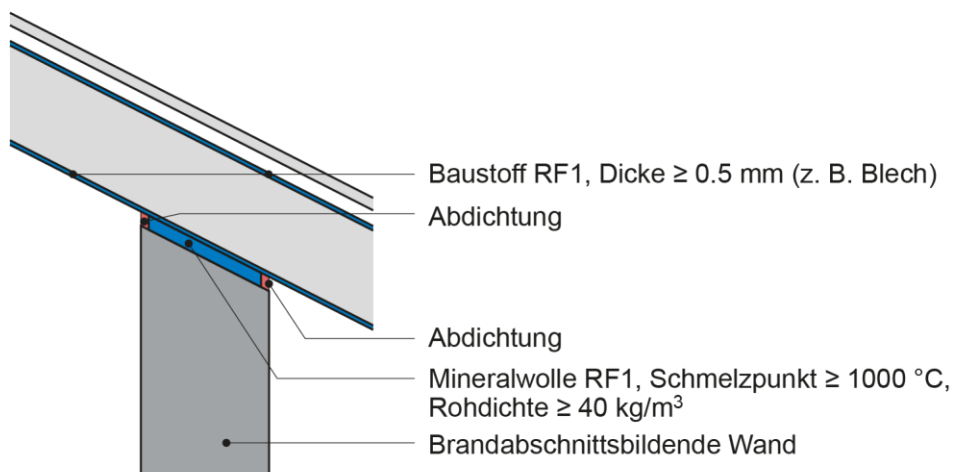 Baustoff RF1, Dicke ≥ 0.5 mm (z. B. Blech)
Abdichtung
Abdichtung
Mineralwolle RF1, Schmelzpunkt ≥ 1000 °C,
Rohdichte ≥ 40 kg/m³
Brandabschnittsbildende Wand